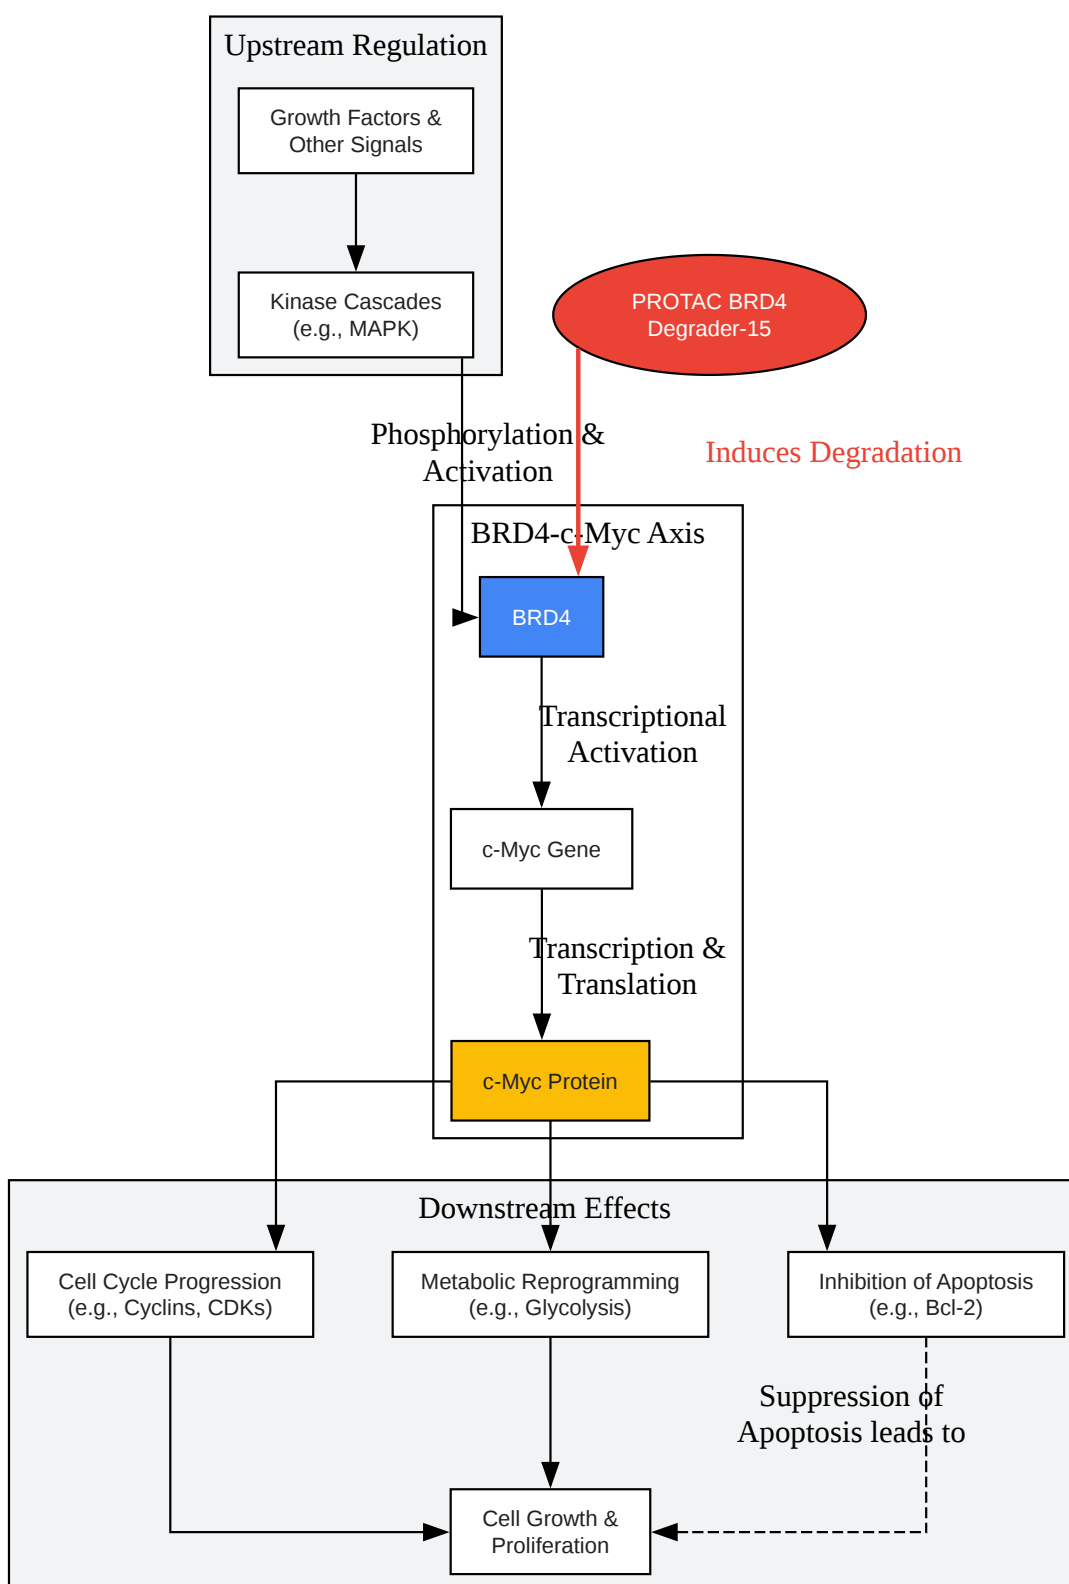 Upstream Regulation
Growth Factors &
Other Signals
Kinase Cascades
(e.g., MAPK)
PROTAC BRD4
Degrader-15
Phosphorylation &
Activation
Induces Degradation
BRD4-c-Myc Axis
BRD4
Transcriptional
Activation
c-Myc Gene
Transcription &
Translation
c-Myc Protein
Downstream Effects
Cell Cycle Progression
(e.g., Cyclins, CDKs)
Metabolic Reprogramming
(e.g., Glycolysis)
Inhibition of Apoptosis
(e.g., Bcl-2)
Suppression of
Apoptosis leads to
Cell Growth &
Proliferation